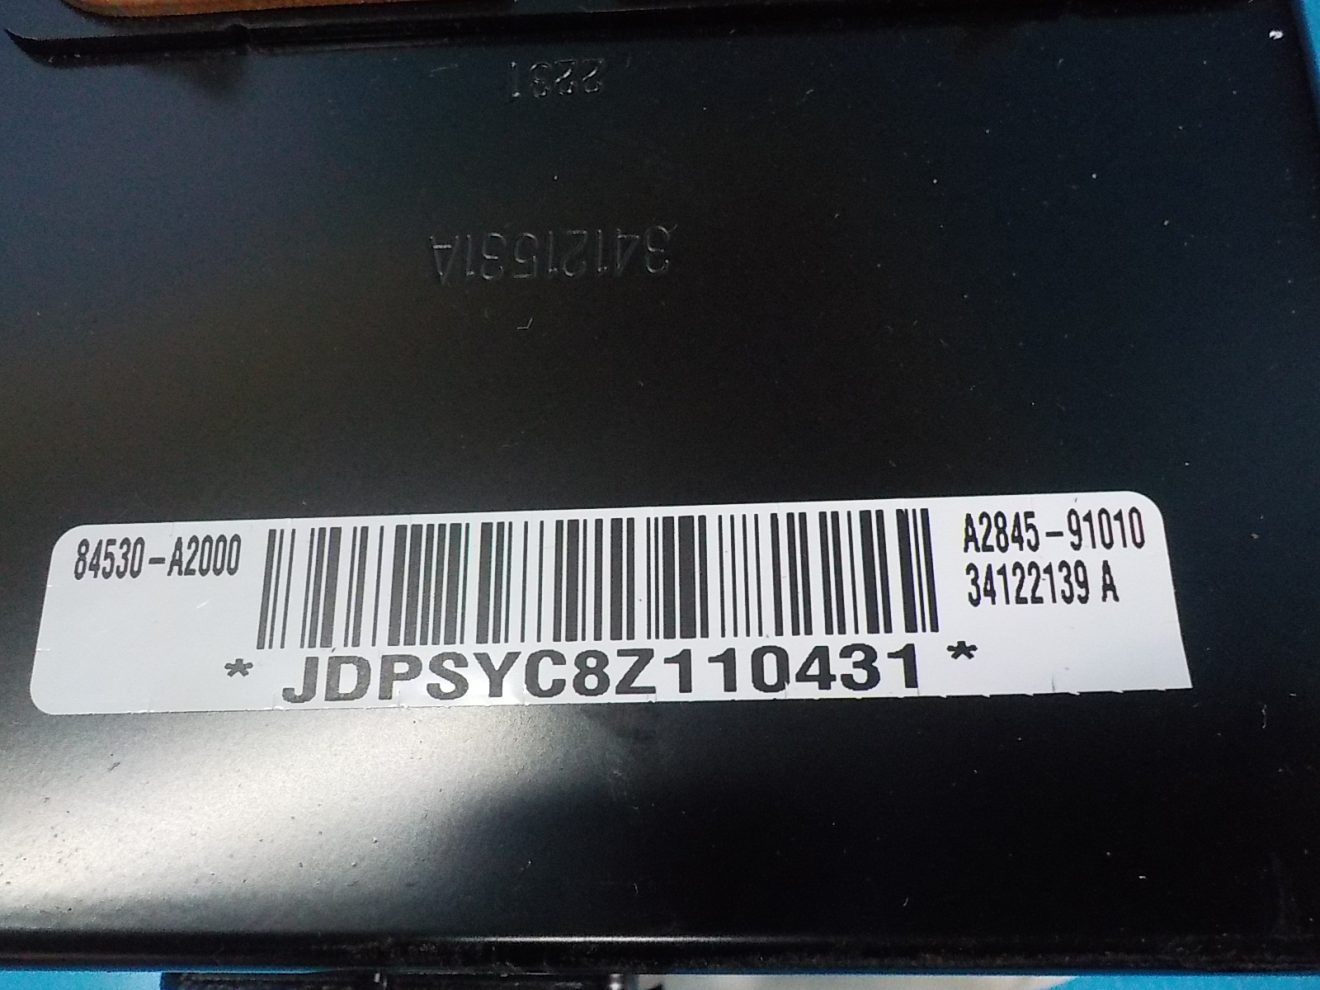 2231
34121531A
84530-A2000
A2845-91010
34122139 A
* JDPSYC8Z110431 *